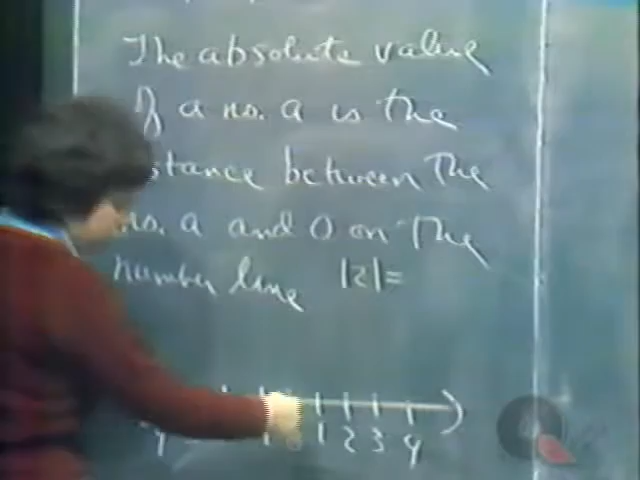 The absolute value
of a no. a is the
stance between the
no. a and 0 on the
number line |2|=
1 2 3 4